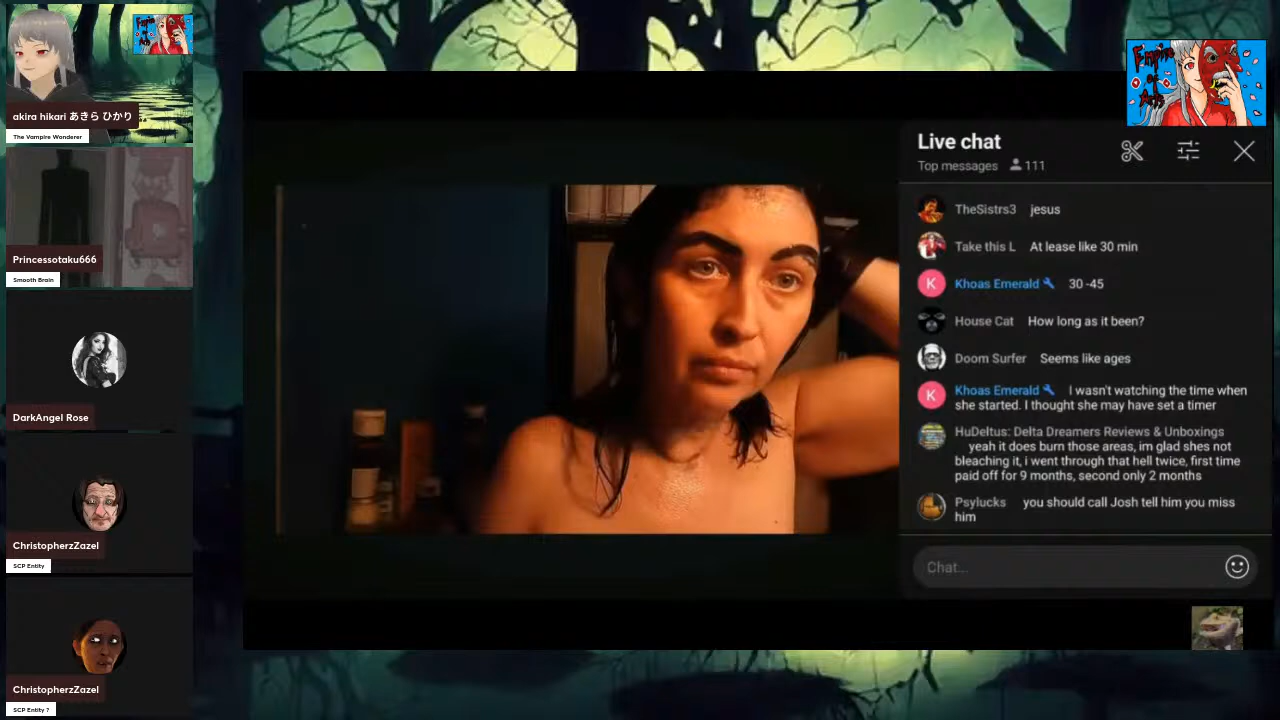 akira hikari あきら ひかり
The Vampire Wonderer
Princessotaku666
Smooth Brain
DarkAngel Rose
ChristopherzZazel
SCP Entity
ChristopherzZazel
SCP Entity ?
Empire
of
Arts
Live chat
Top messages 111
TheSistrs3 jesus
Take this L At lease like 30 min
K Khoas Emerald 30 -45
House Cat How long as it been?
Doom Surfer Seems like ages
K Khoas Emerald I wasn't watching the time when
she started. I thought she may have set a timer
HuDeltus: Delta Dreamers Reviews & Unboxings
yeah it does burn those areas, im glad shes not
bleaching it, i went through that hell twice, first time
paid off for 9 months, second only 2 months
Psylucks you should call Josh tell him you miss
him
Chat...